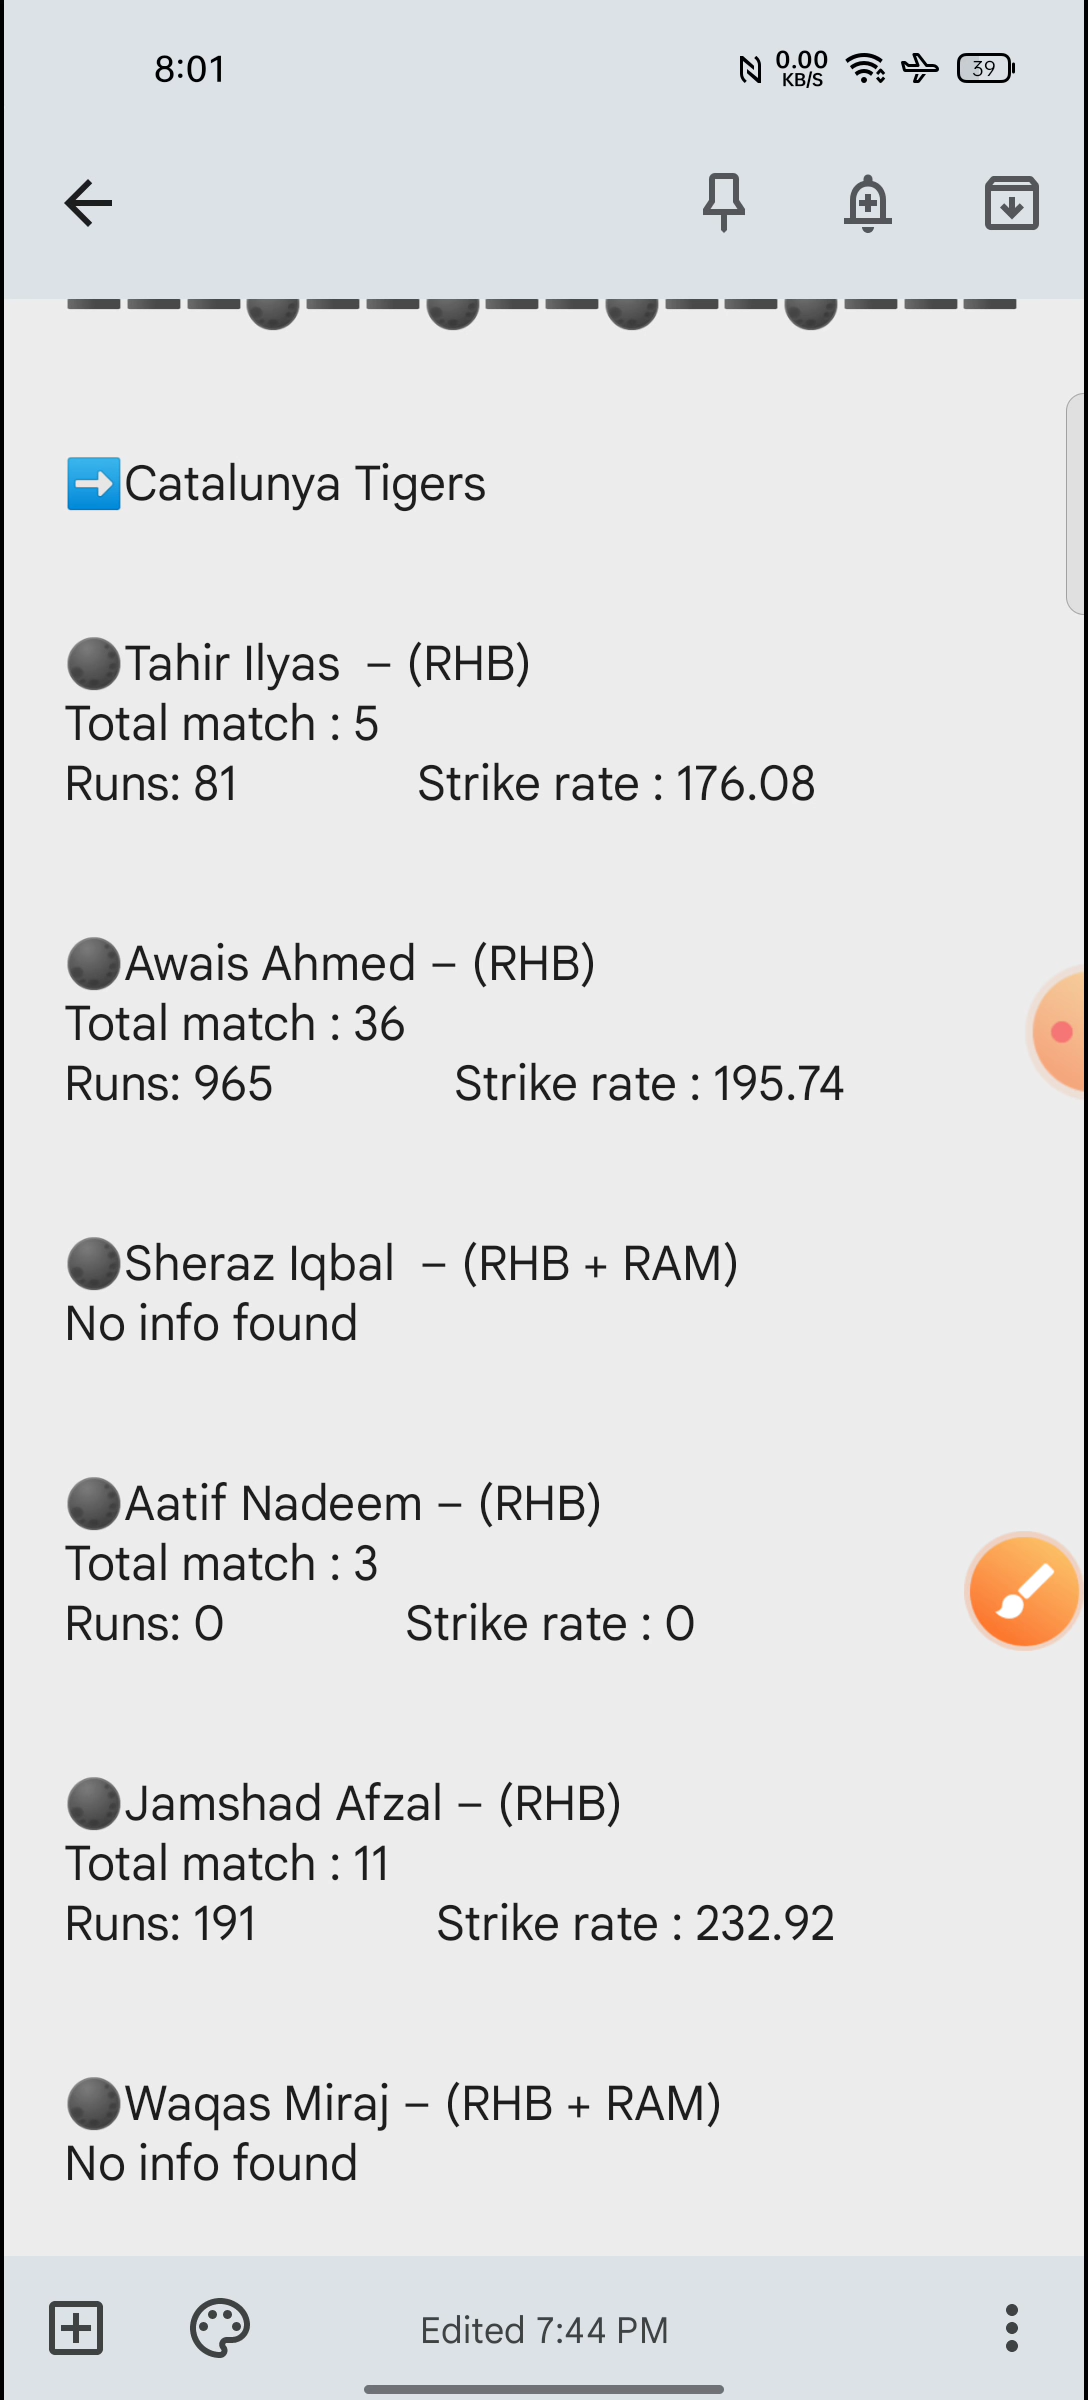 8:01
0.00
KB/S
39
➡️Catalunya Tigers
🌑Tahir Ilyas – (RHB)
Total match : 5
Runs: 81 Strike rate : 176.08
🌑Awais Ahmed – (RHB)
Total match : 36
Runs: 965 Strike rate : 195.74
🌑Sheraz Iqbal – (RHB + RAM)
No info found
🌑Aatif Nadeem – (RHB)
Total match : 3
Runs: 0 Strike rate : 0
🌑Jamshad Afzal – (RHB)
Total match : 11
Runs: 191 Strike rate : 232.92
🌑Waqas Miraj – (RHB + RAM)
No info found
Edited 7:44 PM